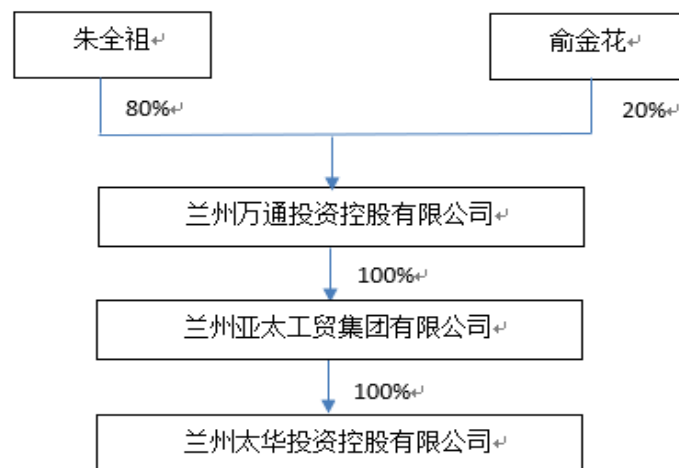 朱全祖
俞金花
80%
20%
兰州万通投资控股有限公司
100%
兰州亚太工贸集团有限公司
100%
兰州太华投资控股有限公司